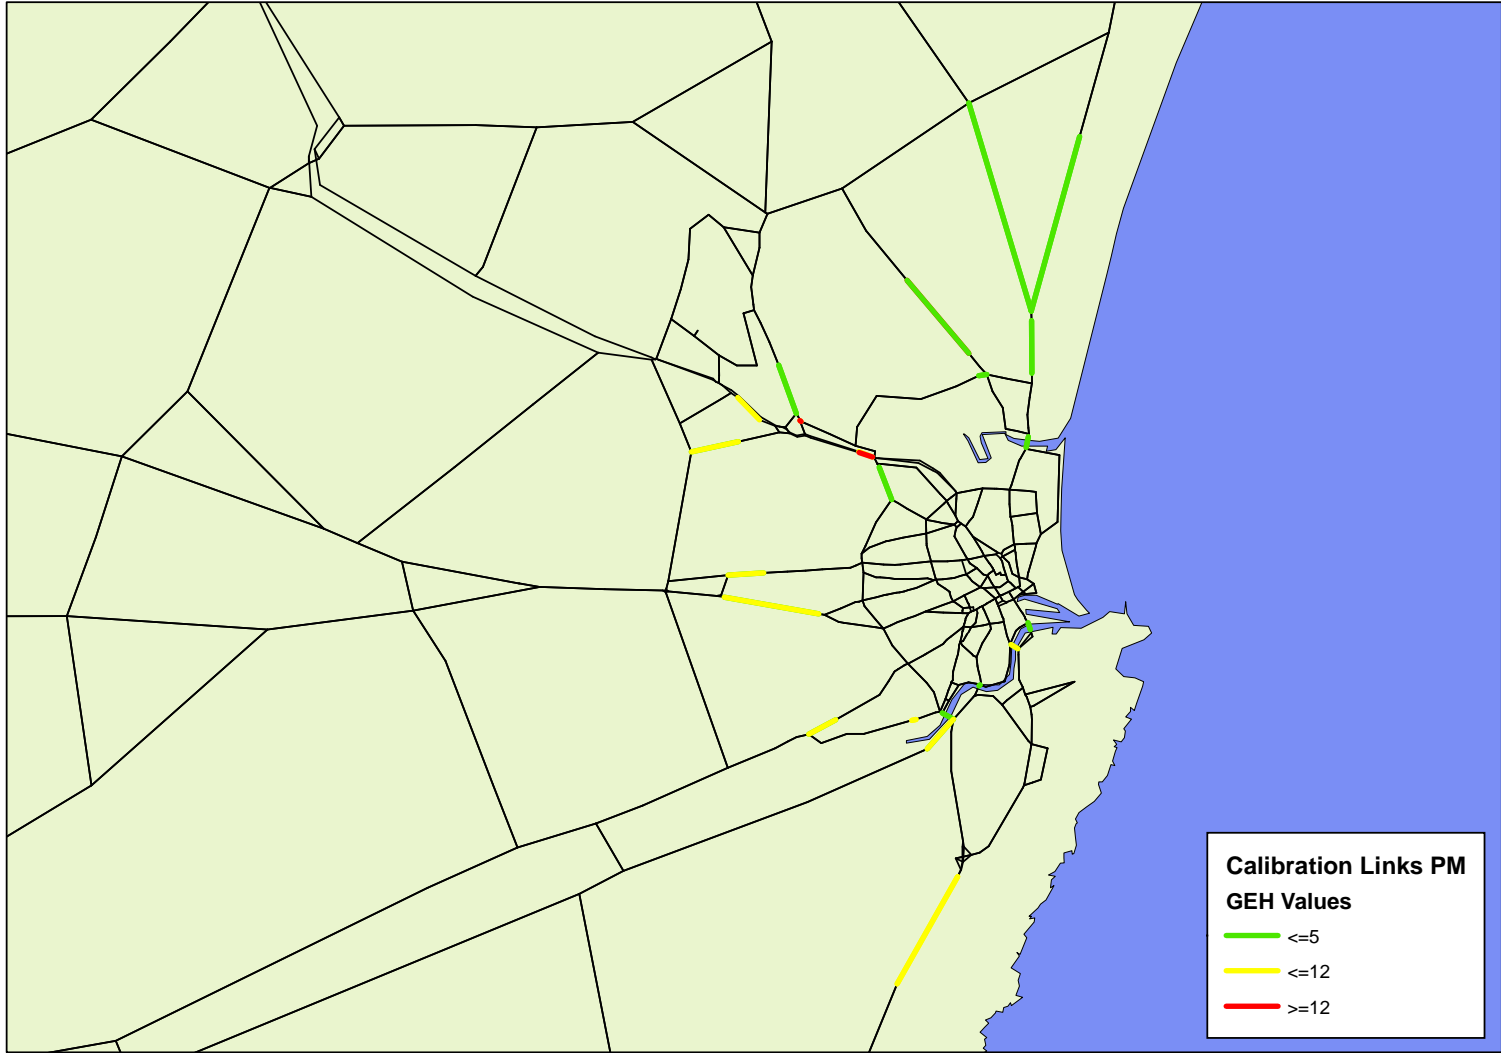 Calibration Links PM
GEH Values
<=5
<=12
>=12